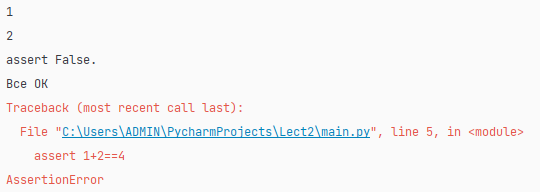 1
2
assert False.
Все ОК
Traceback (most recent call last):
  File "C:\Users\ADMIN\PycharmProjects\Lect2\main.py", line 5, in <module>
    assert 1+2==4
AssertionError